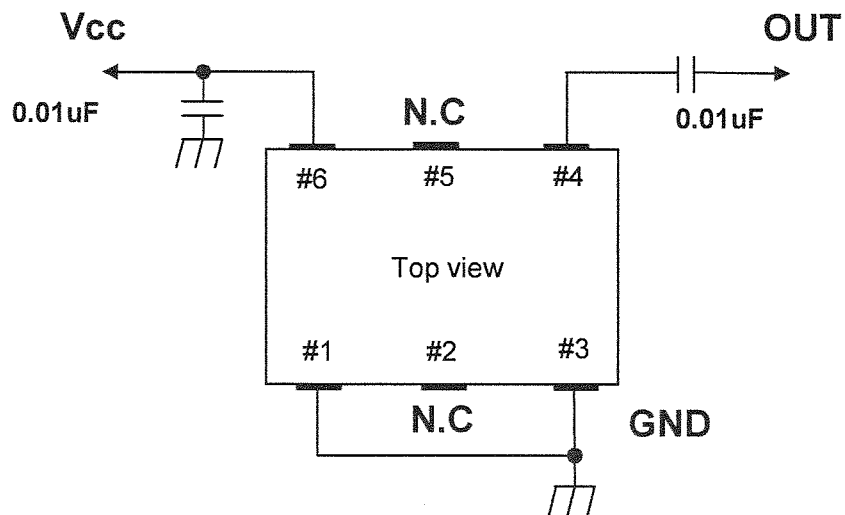 Vcc
OUT
0.01uF
N.C
0.01uF
#6
#5
#4
Top view
#1
#2
#3
N.C
GND